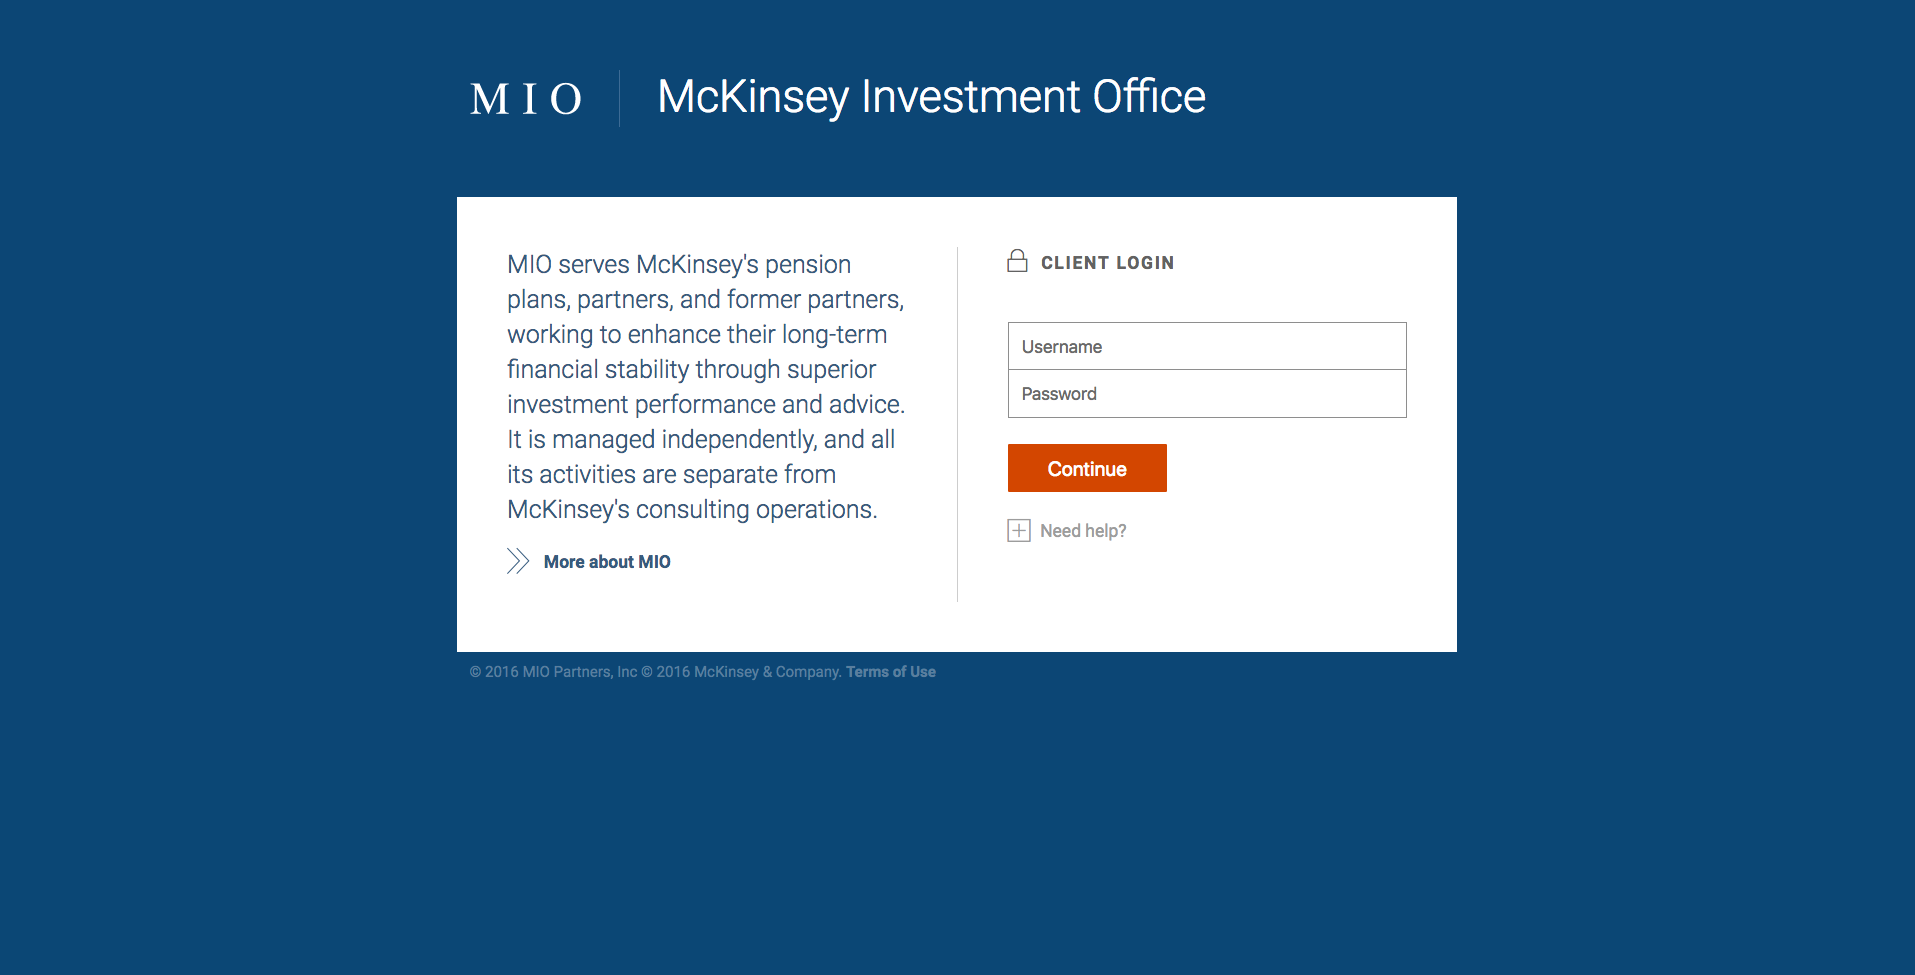 MIO
McKinsey Investment Office
MIO serves McKinsey's pension
plans, partners, and former partners,
working to enhance their long-term
financial stability through superior
investment performance and advice.
It is managed independently, and all
its activities are separate from
McKinsey's consulting operations.
More about MIO
CLIENT LOGIN
Username
Password
Continue
Need help?
© 2016 MIO Partners, Inc © 2016 McKinsey & Company. Terms of Use